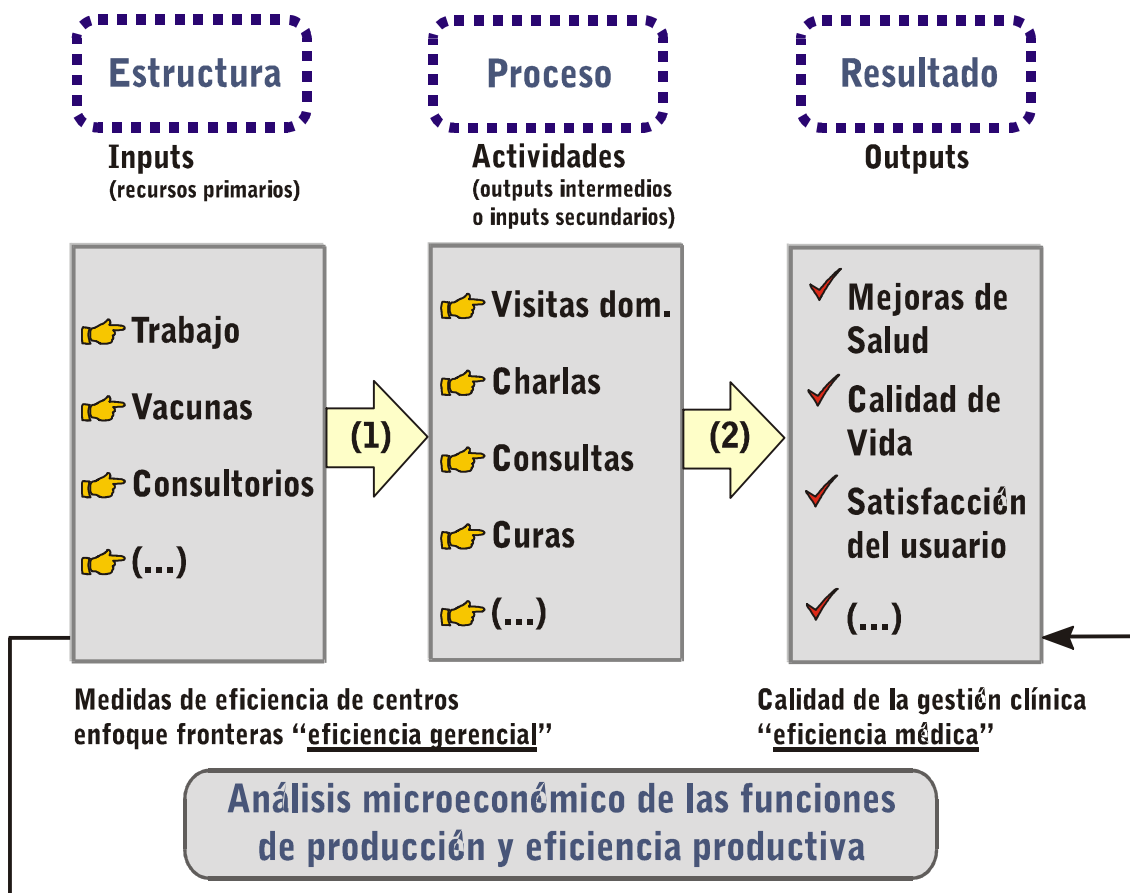 Estructura
Inputs
(recursos primarios)
Trabajo
Vacunas
Consultorios
(...)
(1)
Proceso
Actividades
(outputs intermedios
o inputs secundarios)
Visitas dom.
Charlas
Consultas
Curas
(...)
(2)
Resultado
Outputs
Mejoras de
Salud
Calidad de
Vida
Satisfacción
del usuario
(...)
Medidas de eficiencia de centros
enfoque fronteras “eficiencia gerencial”
Calidad de la gestión clínica
“eficiencia médica”
Análisis microeconómico de las funciones
de producción y eficiencia productiva